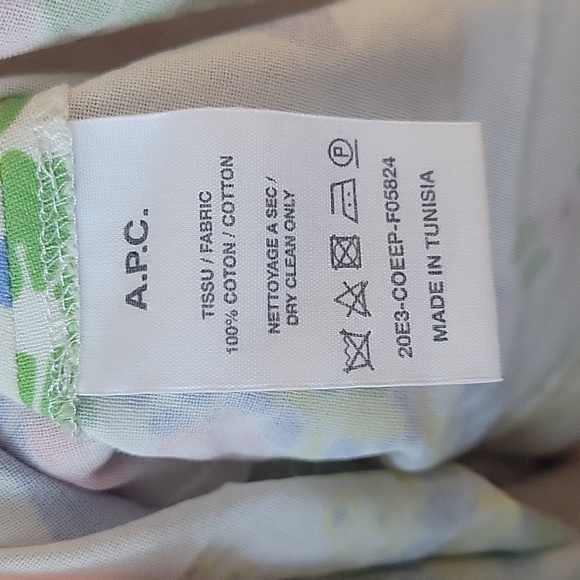 A.P.C.
TISSU / FABRIC
100% COTON / COTTON
NETTOYAGE A SEC /
DRY CLEAN ONLY
P
20E3-COEEP-F05824
MADE IN TUNISIA